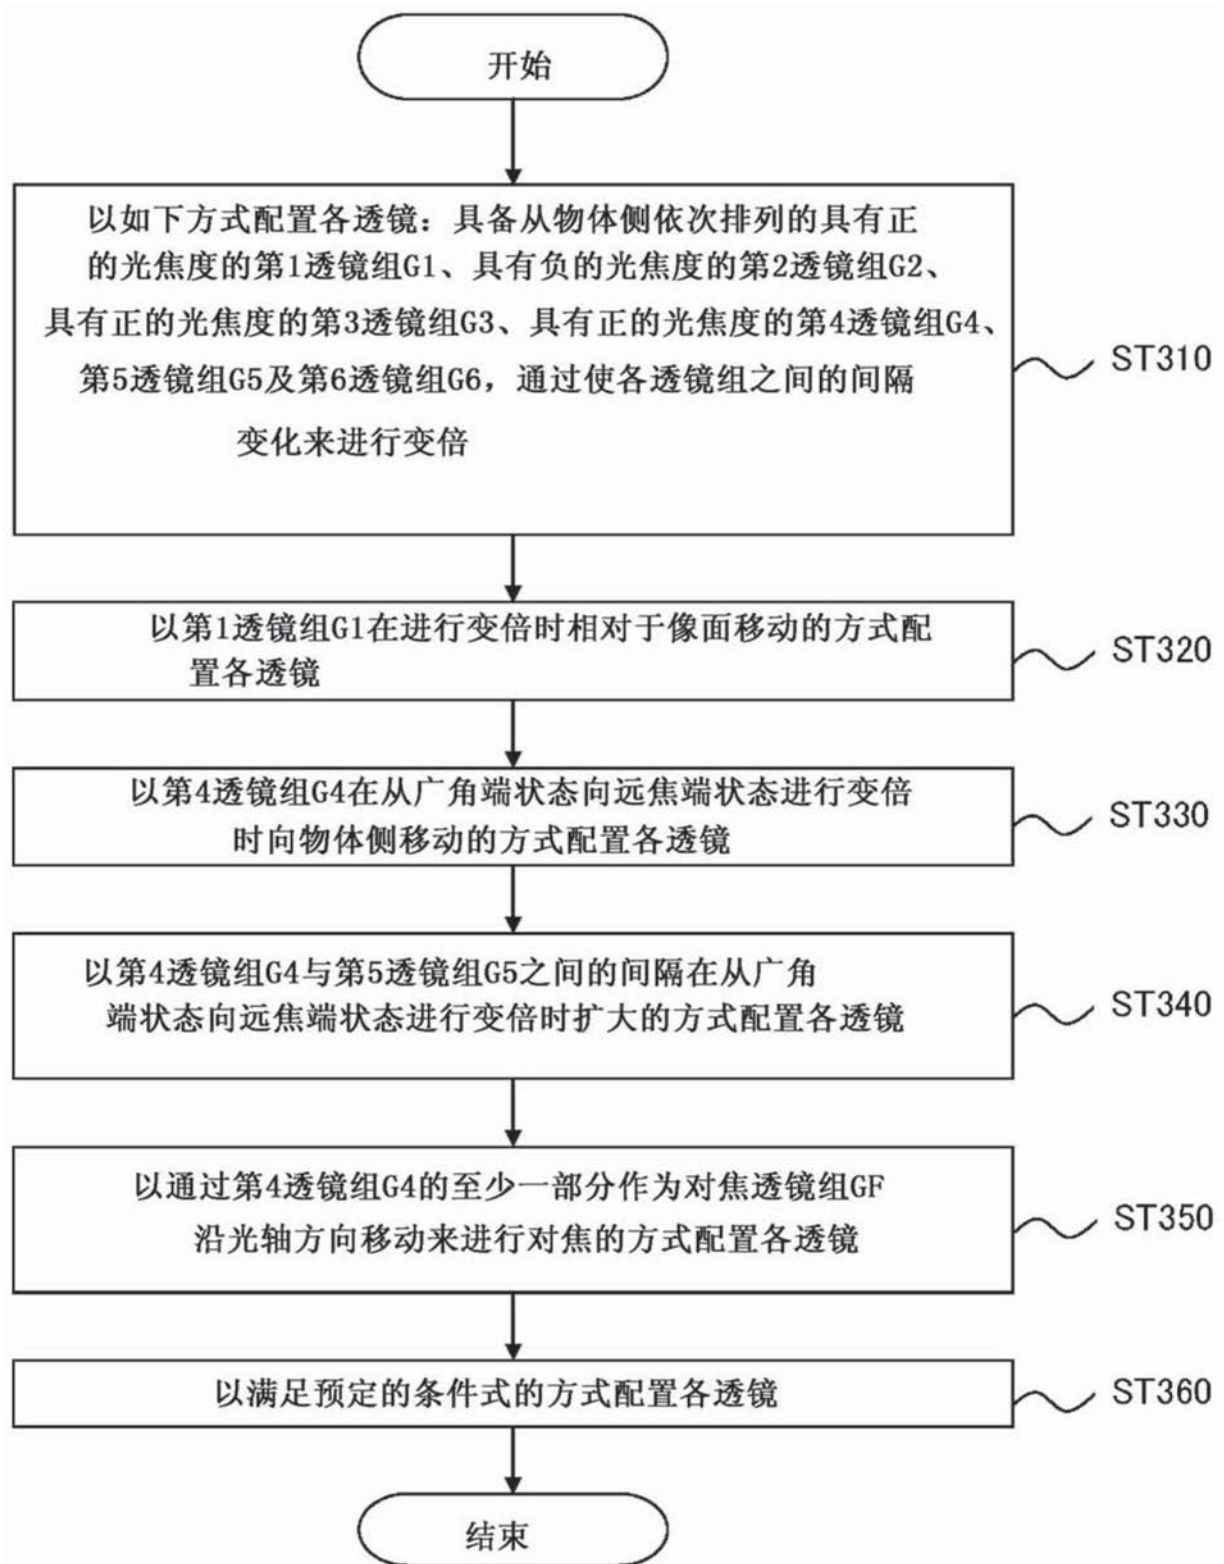 开始
以如下方式配置各透镜：具备从物体侧依次排列的具有正
的光焦度的第1透镜组G1、具有负的光焦度的第2透镜组G2、
具有正的光焦度的第3透镜组G3、具有正的光焦度的第4透镜组G4、
第5透镜组G5及第6透镜组G6，通过使各透镜组之间的间隔
变化来进行变倍
ST310
以第1透镜组G1在进行变倍时相对于像面移动的方式配
置各透镜
ST320
以第4透镜组G4在从广角端状态向远焦端状态进行变倍
时向物体侧移动的方式配置各透镜
ST330
以第4透镜组G4与第5透镜组G5之间的间隔在从广角
端状态向远焦端状态进行变倍时扩大的方式配置各透镜
ST340
以通过第4透镜组G4的至少一部分作为对焦透镜组GF
沿光轴方向移动来进行对焦的方式配置各透镜
ST350
以满足预定的条件式的方式配置各透镜
ST360
结束